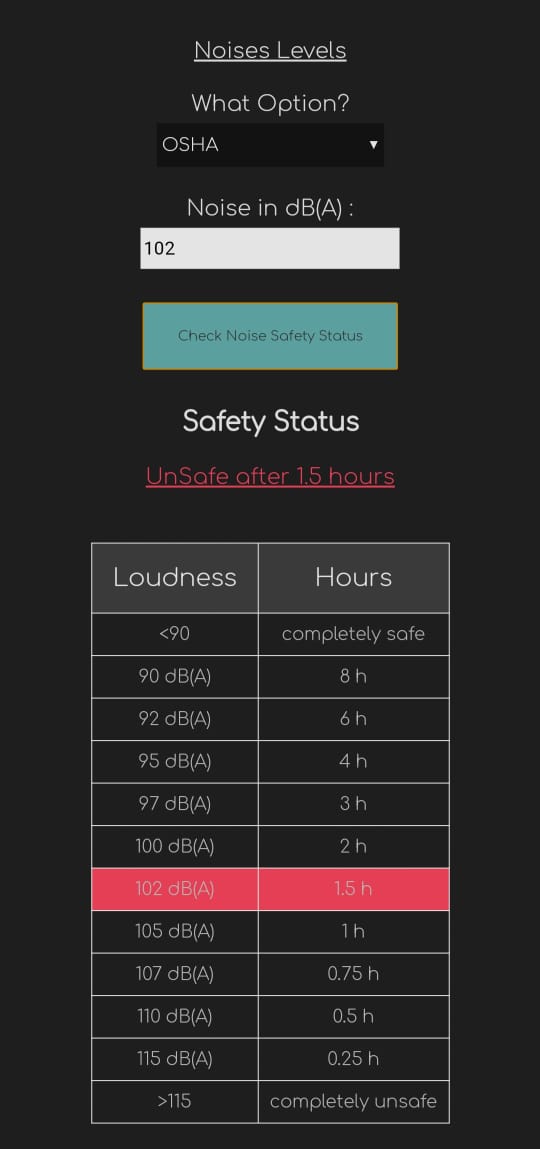 Noises Levels
What Option?
OSHA ▼
Noise in dB(A) :
102
Check Noise Safety Status
Safety Status
UnSafe after 1.5 hours
Loudness Hours
<90 completely safe
90 dB(A) 8 h
92 dB(A) 6 h
95 dB(A) 4 h
97 dB(A) 3 h
100 dB(A) 2 h
102 dB(A) 1.5 h
105 dB(A) 1 h
107 dB(A) 0.75 h
110 dB(A) 0.5 h
115 dB(A) 0.25 h
>115 completely unsafe